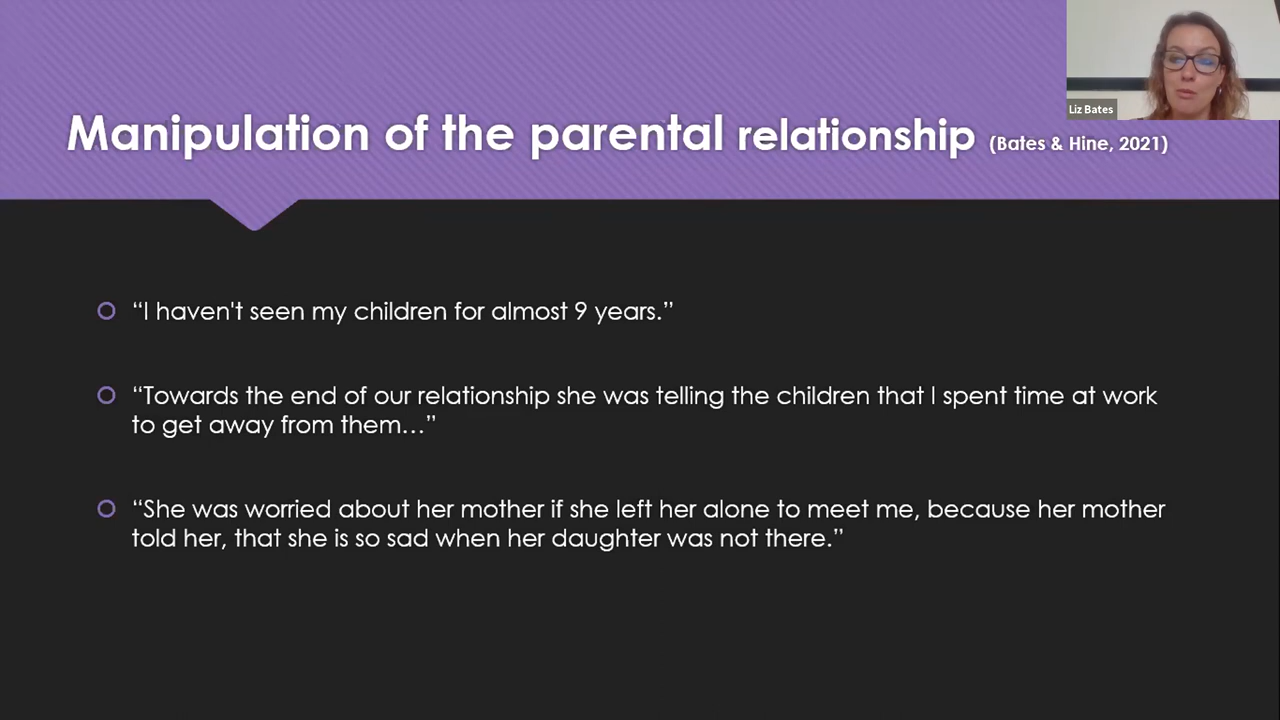 Liz Bates
Manipulation of the parental relationship (Bates & Hine, 2021)
“I haven't seen my children for almost 9 years.”
“Towards the end of our relationship she was telling the children that I spent time at work
to get away from them…”
“She was worried about her mother if she left her alone to meet me, because her mother
told her, that she is so sad when her daughter was not there.”